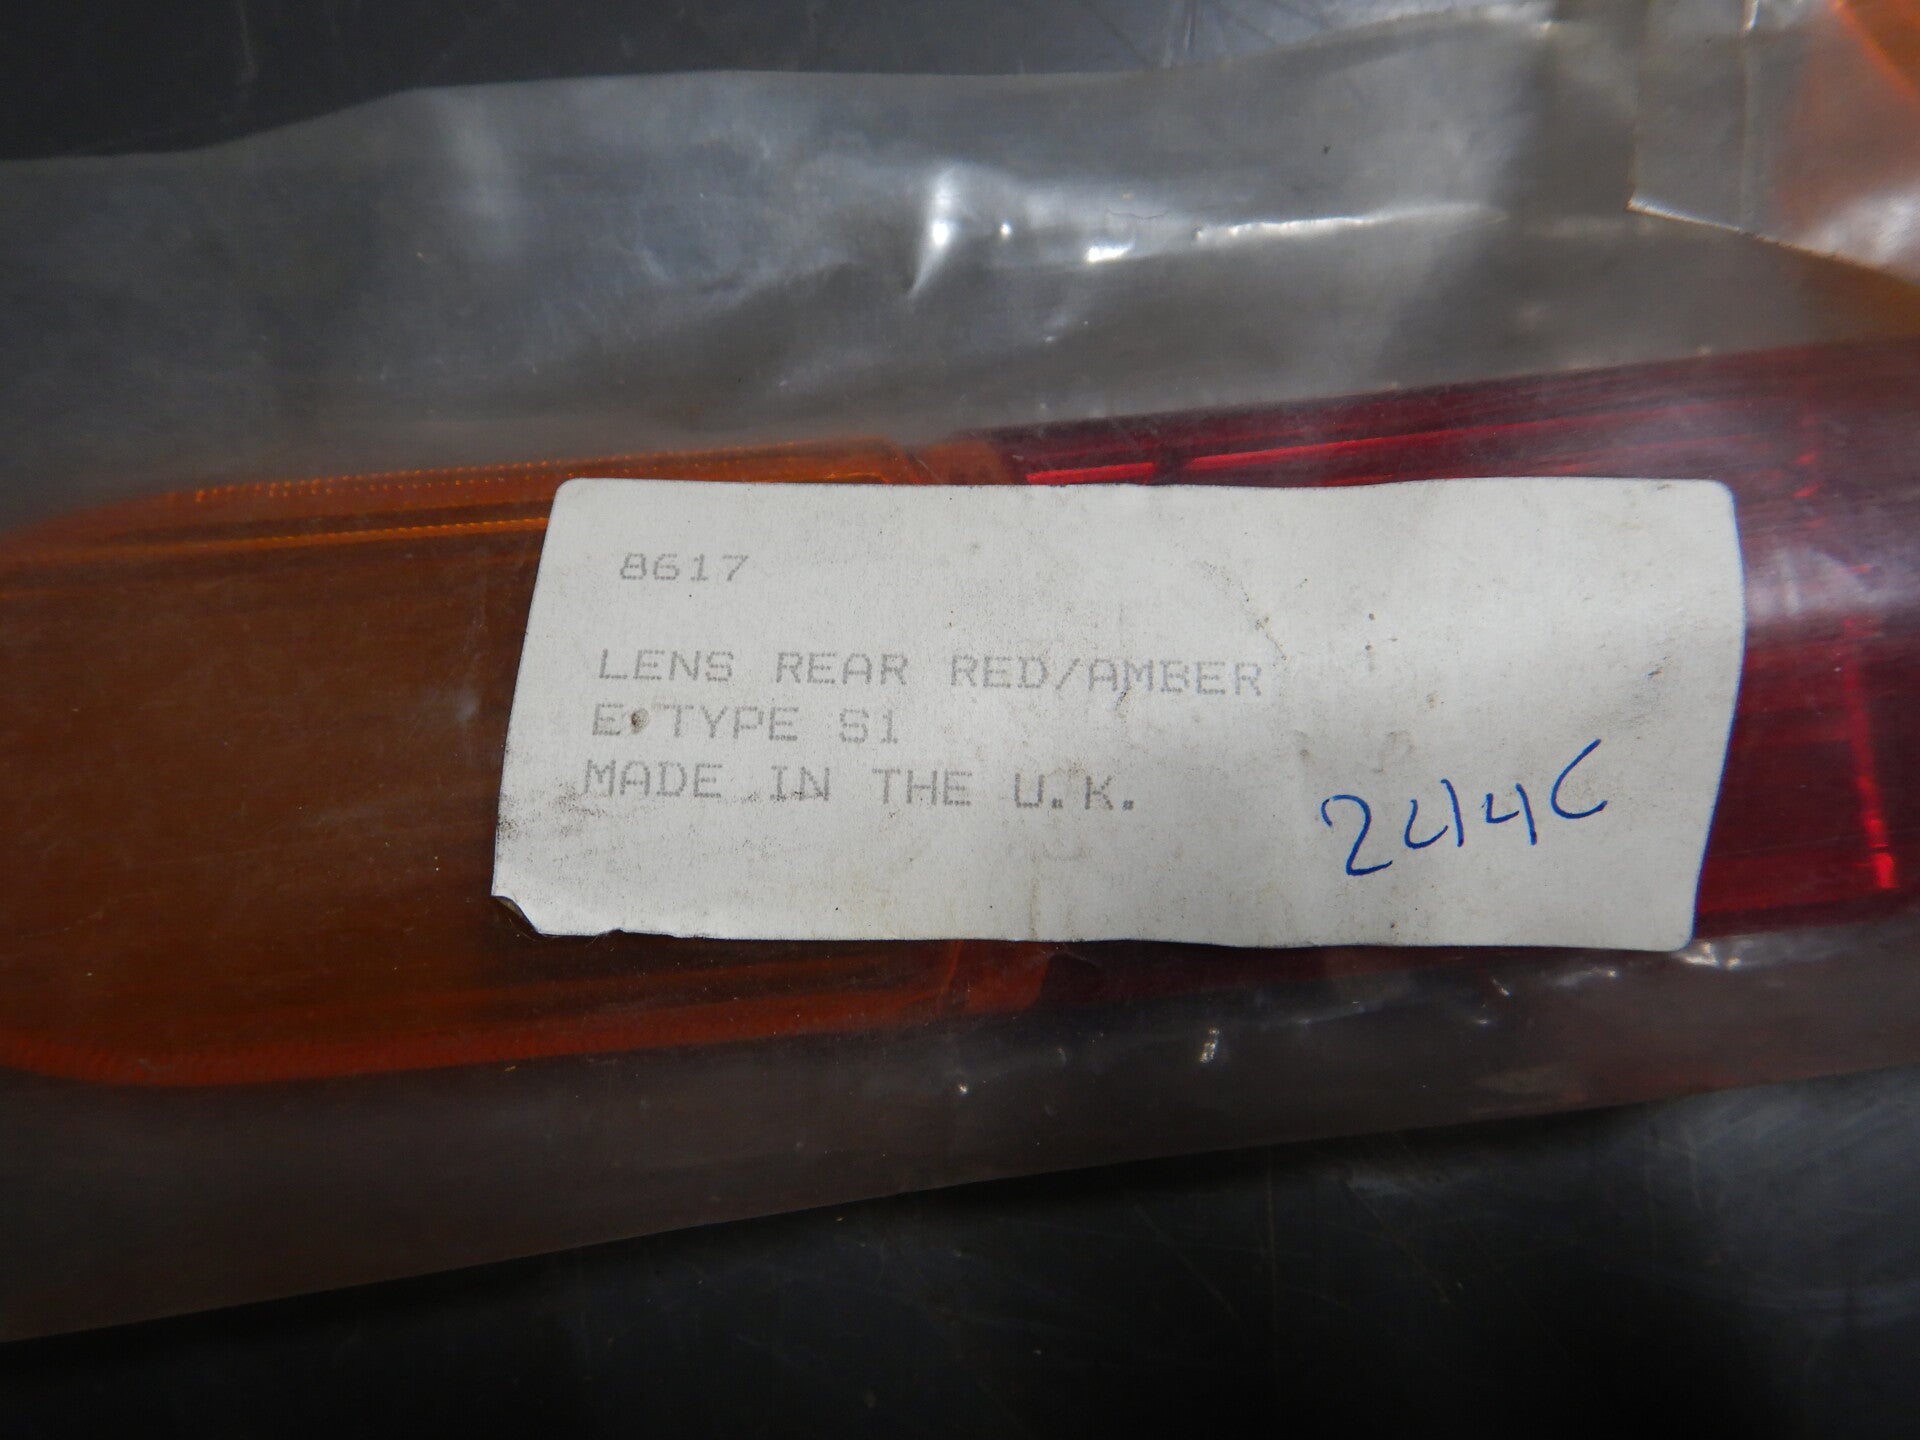 8617
LENS REAR RED/AMBER
E TYPE S1
MADE IN THE U.K.
244C